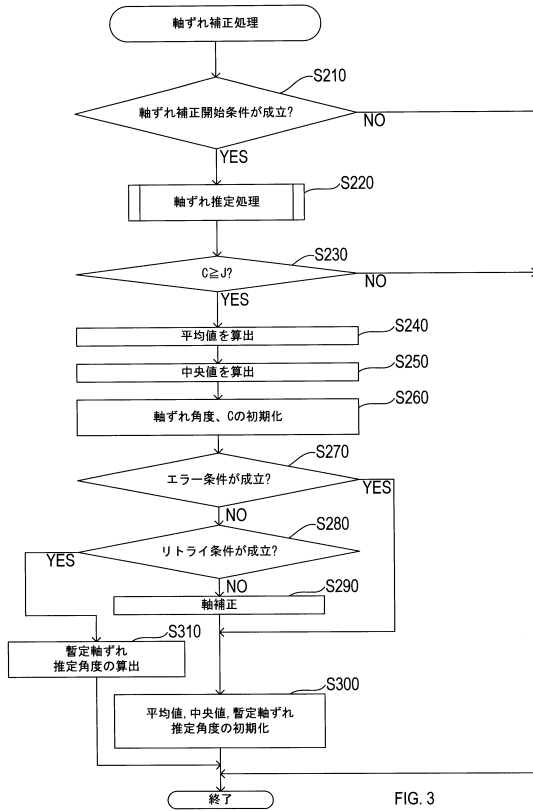 軸ずれ補正処理
S210
軸ずれ補正開始条件が成立?
NO
YES
S220
軸ずれ推定処理
S230
C≧J?
NO
YES
S240
平均値を算出
S250
中央値を算出
S260
軸ずれ角度、Cの初期化
S270
エラー条件が成立?
YES
NO
S280
リトライ条件が成立?
YES
NO
S290
軸補正
S310
暫定軸ずれ
推定角度の算出
S300
平均値,中央値,暫定軸ずれ
推定角度の初期化
終了
FIG. 3